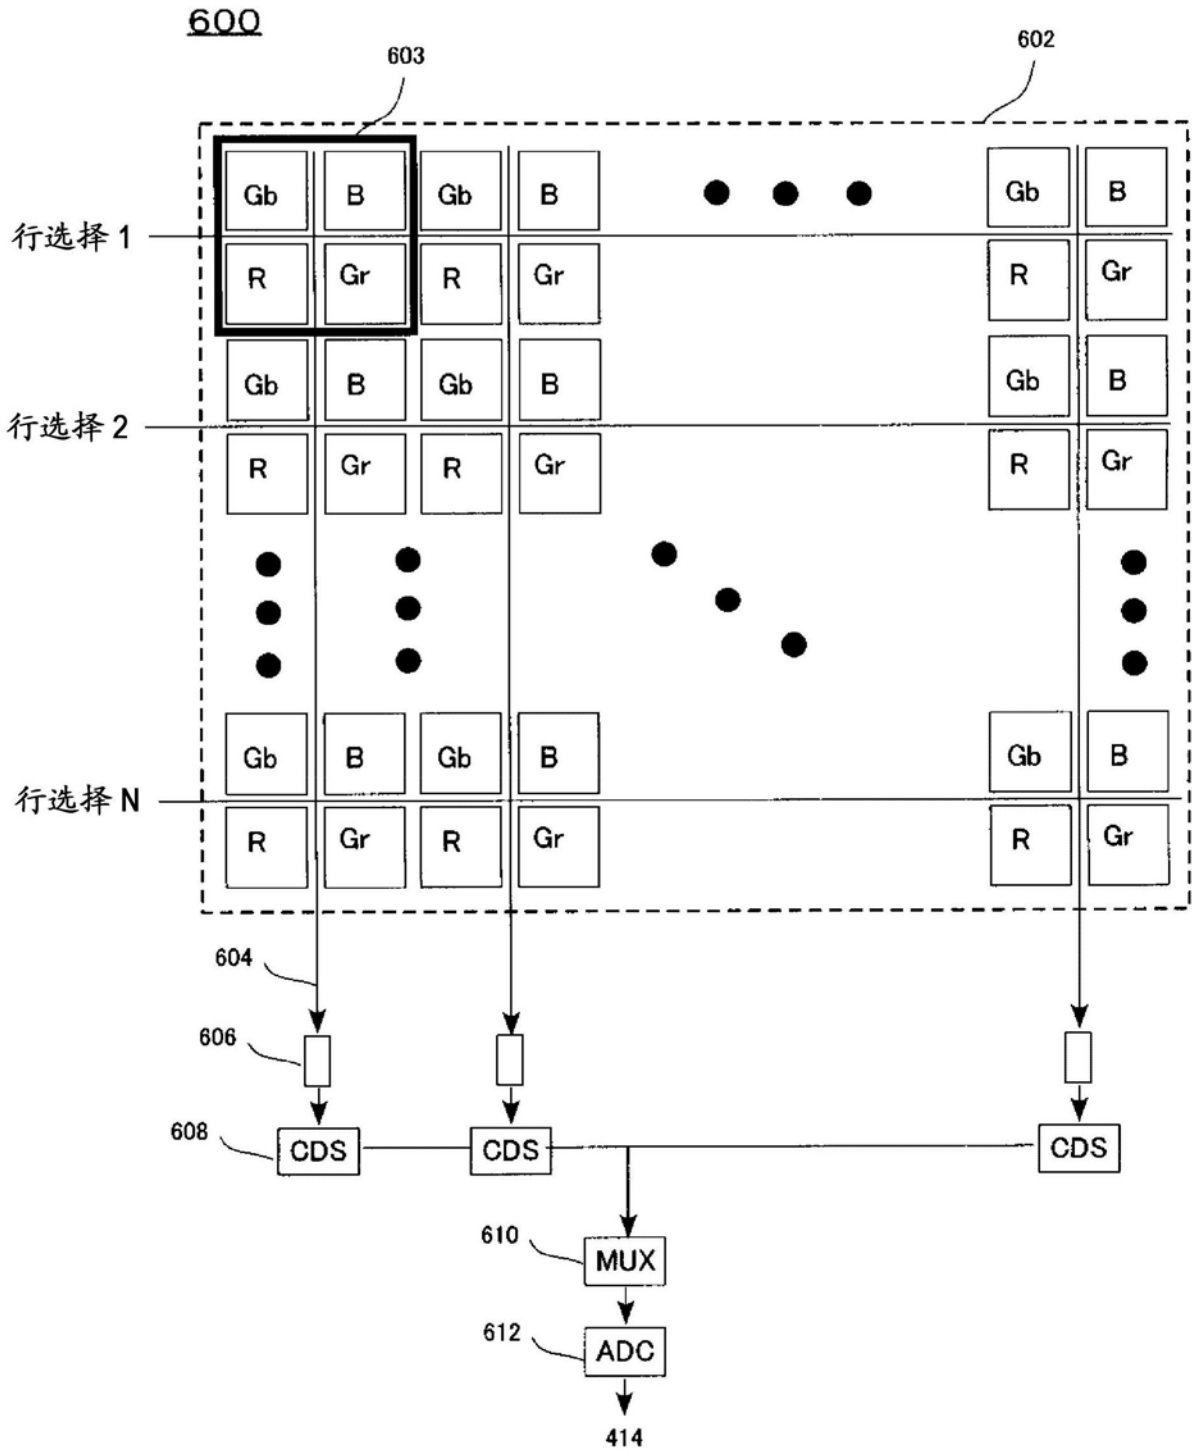 600
603
602
Gb B Gb B Gb B
行选择1
R Gr R Gr R Gr
Gb B Gb B Gb B
行选择2
R Gr R Gr R Gr
Gb B Gb B Gb B
行选择N
R Gr R Gr R Gr
604
606
608
CDS CDS CDS
610
MUX
612
ADC
414